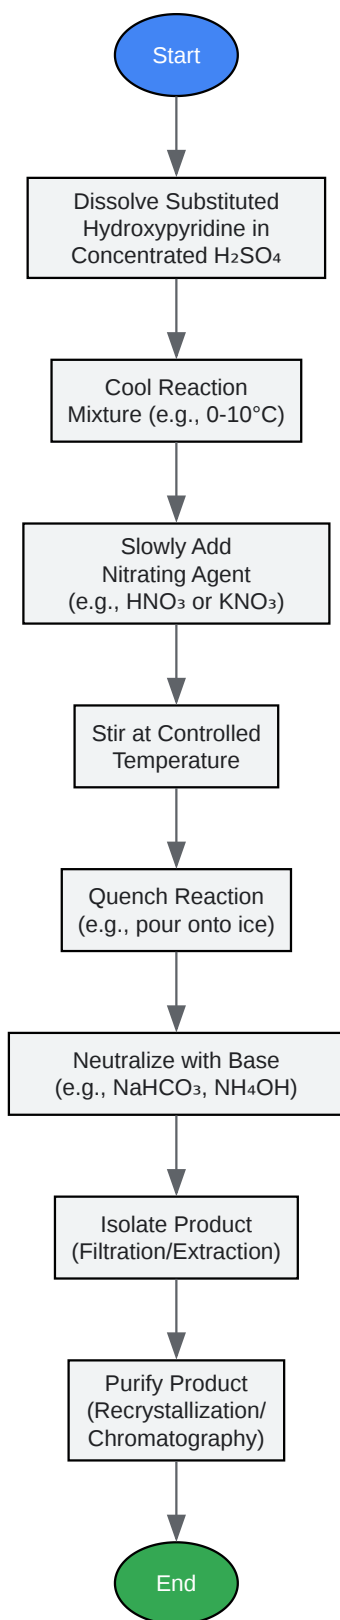 Start
Dissolve Substituted
Hydroxypyridine in
Concentrated H₂SO₄
Cool Reaction
Mixture (e.g., 0-10°C)
Slowly Add
Nitrating Agent
(e.g., HNO₃ or KNO₃)
Stir at Controlled
Temperature
Quench Reaction
(e.g., pour onto ice)
Neutralize with Base
(e.g., NaHCO₃, NH₄OH)
Isolate Product
(Filtration/Extraction)
Purify Product
(Recrystallization/
Chromatography)
End